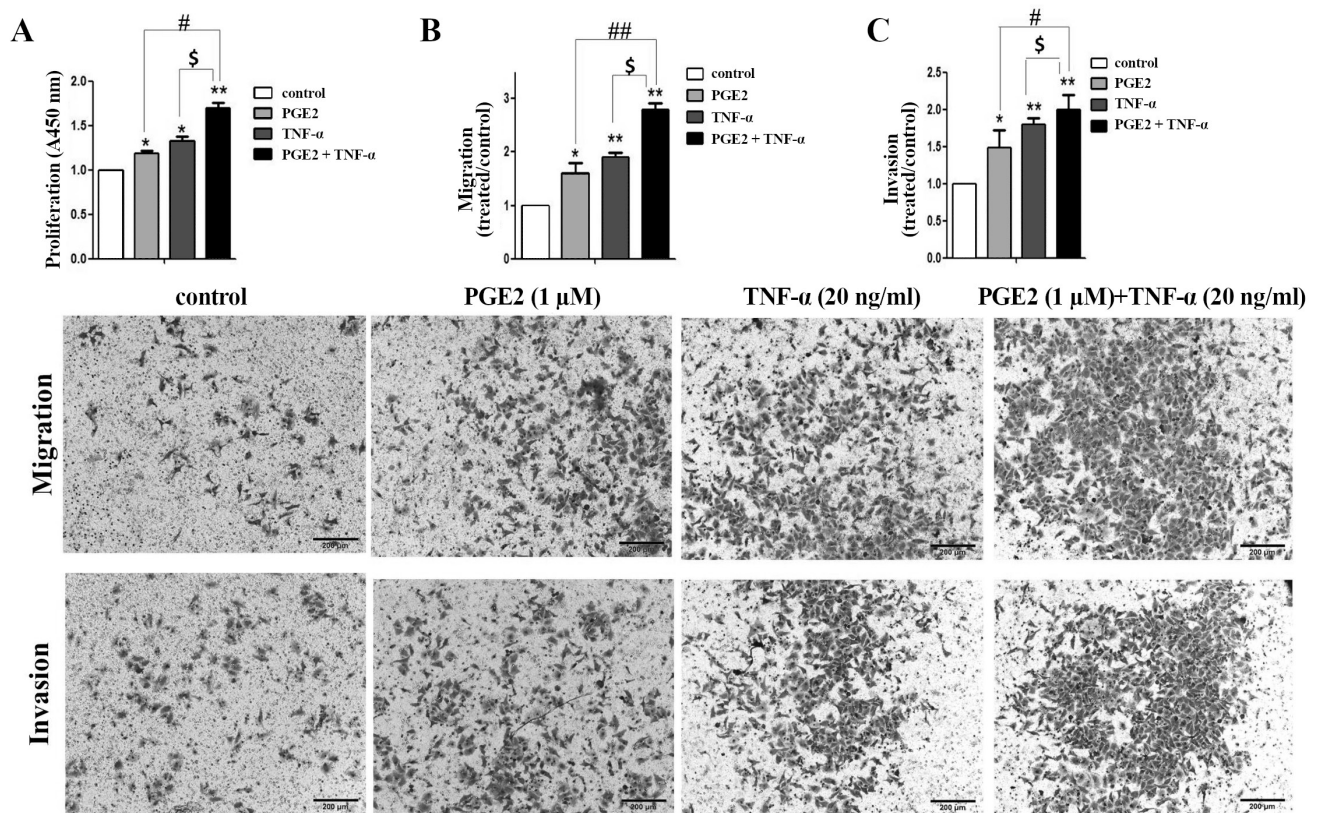 A
#
$
Proliferation (A450 nm)
2.0
1.5
1.0
0.5
0.0
*
*
**
control
PGE2
TNF-α
PGE2 + TNF-α
B
##
$
Migration
(treated/control)
3
2
1
0
*
**
**
control
PGE2
TNF-α
PGE2 + TNF-α
C
#
$
Invasion
(treated/control)
2.5
2.0
1.5
1.0
0.5
0.0
*
**
**
control
PGE2
TNF-α
PGE2 + TNF-α
control
PGE2 (1 μM)
TNF-α (20 ng/ml)
PGE2 (1 μM)+TNF-α (20 ng/ml)
Migration
200 μm
200 μm
200 μm
200 μm
Invasion
200 μm
200 μm
200 μm
200 μm